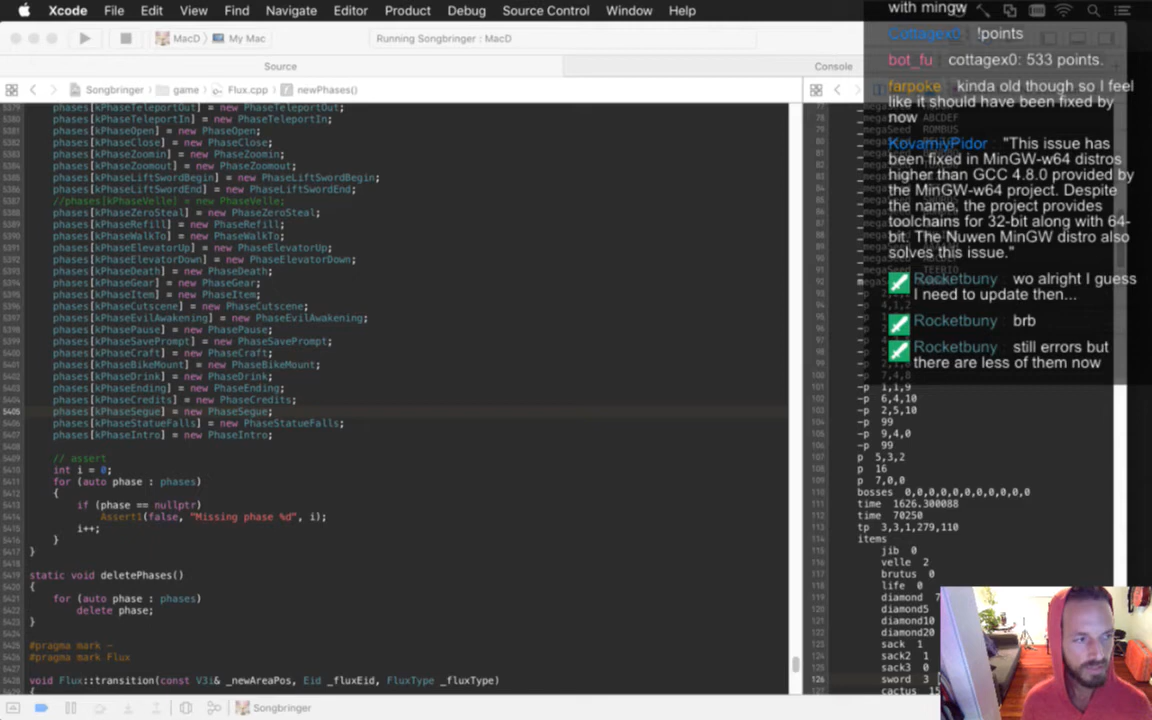 Xcode File Edit View Find Navigate Editor Product Debug Source Control Window Help
MacD My Mac
Running Songbringer : MacD
Source
Console
Songbringer game Flux.cpp newPhases()
phases[kPhaseTeleportOut] = new PhaseTeleportOut;
phases[kPhaseTeleportIn] = new PhaseTeleportIn;
phases[kPhaseOpen] = new PhaseOpen;
phases[kPhaseClose] = new PhaseClose;
phases[kPhaseZoomin] = new PhaseZoomin;
phases[kPhaseZoomout] = new PhaseZoomout;
phases[kPhaseLiftSwordBegin] = new PhaseLiftSwordBegin;
phases[kPhaseLiftSwordEnd] = new PhaseLiftSwordEnd;
//phases[kPhaseVelle] = new PhaseVelle;
phases[kPhaseZeroSteal] = new PhaseZeroSteal;
phases[kPhaseRefill] = new PhaseRefill;
phases[kPhaseWalkTo] = new PhaseWalkTo;
phases[kPhaseElevatorUp] = new PhaseElevatorUp;
phases[kPhaseElevatorDown] = new PhaseElevatorDown;
phases[kPhaseDeath] = new PhaseDeath;
phases[kPhaseGear] = new PhaseGear;
phases[kPhaseItem] = new PhaseItem;
phases[kPhaseCutscene] = new PhaseCutscene;
phases[kPhaseEvilAwakening] = new PhaseEvilAwakening;
phases[kPhasePause] = new PhasePause;
phases[kPhaseSavePrompt] = new PhaseSavePrompt;
phases[kPhaseCraft] = new PhaseCraft;
phases[kPhaseBikeMount] = new PhaseBikeMount;
phases[kPhaseDrink] = new PhaseDrink;
phases[kPhaseEnding] = new PhaseEnding;
phases[kPhaseCredits] = new PhaseCredits;
5405 phases[kPhaseSegue] = new PhaseSegue;
phases[kPhaseStatueFalls] = new PhaseStatueFalls;
phases[kPhaseIntro] = new PhaseIntro;
// assert
int i = 0;
for (auto phase : phases)
{
if (phase == nullptr)
Assert1(false, "Missing phase %d", i);
i++;
}
}
static void deletePhases()
{
for (auto phase : phases)
delete phase;
}
#pragma mark -
#pragma mark Flux
void Flux::transition(const V3i& _newAreaPos, Eid _fluxEid, FluxType _fluxType)
{
Songbringer
with mingw
Cottagex0 !points
bot_fu cottagex0: 533 points.
farpoke kinda old though so I feel
like it should have been fixed by
now
KovarniyPidor "This issue has
been fixed in MinGW-w64 distros
higher than GCC 4.8.0 provided by
the MinGW-w64 project. Despite
the name, the project provides
toolchains for 32-bit along with 64-
bit. The Nuwen MinGW distro also
solves this issue."
Rocketbuny wo alright I guess
I need to update then...
Rocketbuny brb
Rocketbuny still errors but
there are less of them now
ABCDEF
ROMBUS
-p 1,1,9
-p 6,4,10
-p 2,5,10
-p 99
-p 9,4,0
-p 99
p 5,3,2
p 16
p 7,0,0
bosses 0,0,0,0,0,0,0,0,0,0
time 1626.300088
time 70250
tp 3,3,1,279,110
items
jib 0
velle 2
brutus 0
life 0
diamond
diamond5
diamond10
diamond20
sack 1
sack2 1
sack3 0
126 sword 3
cactus